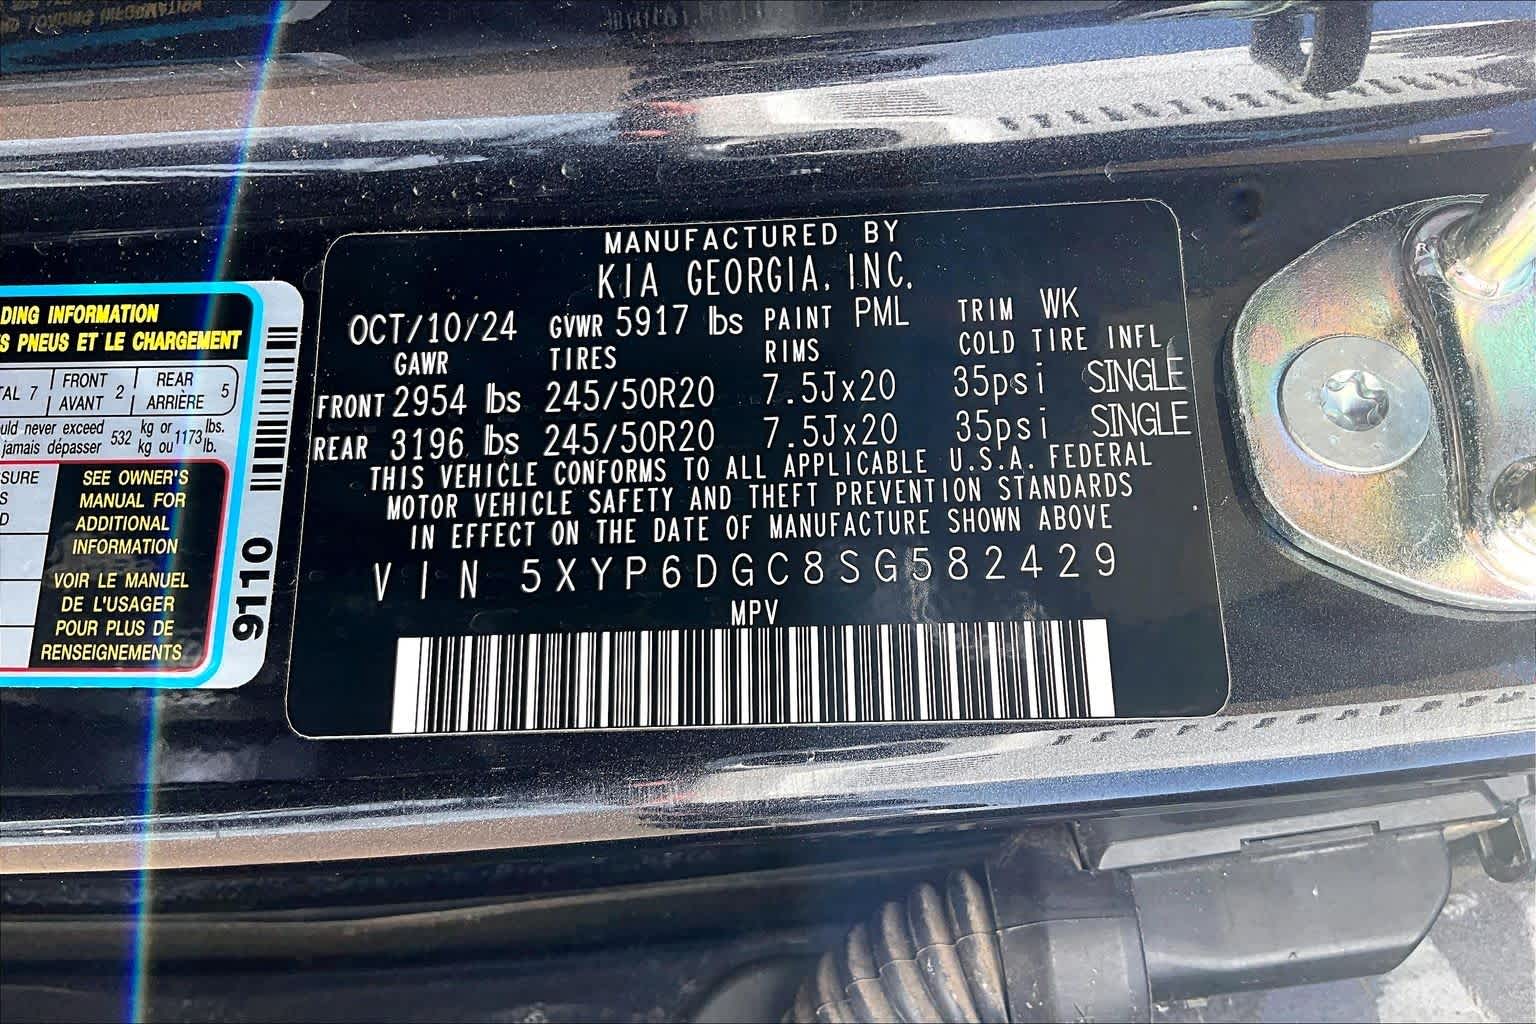 MANUFACTURED BY
KIA GEORGIA, INC.
OCT/10/24 GVWR 5917 lbs PAINT PML TRIM WK
GAWR TIRES RIMS COLD TIRE INFL
FRONT 2954 lbs 245/50R20 7.5Jx20 35psi SINGLE
REAR 3196 lbs 245/50R20 7.5Jx20 35psi SINGLE
THIS VEHICLE CONFORMS TO ALL APPLICABLE U.S.A. FEDERAL
MOTOR VEHICLE SAFETY AND THEFT PREVENTION STANDARDS
IN EFFECT ON THE DATE OF MANUFACTURE SHOWN ABOVE
VIN 5XYP6DGC8SG582429
MPV
DING INFORMATION
S PNEUS ET LE CHARGEMENT
TAL 7 FRONT AVANT 2 REAR ARRIÈRE 5
uld never exceed 532 kg or 1173 lbs.
jamais dépasser kg ou lb.
SURE
S
D
SEE OWNER'S
MANUAL FOR
ADDITIONAL
INFORMATION
VOIR LE MANUEL
DE L'USAGER
POUR PLUS DE
RENSEIGNEMENTS
9110